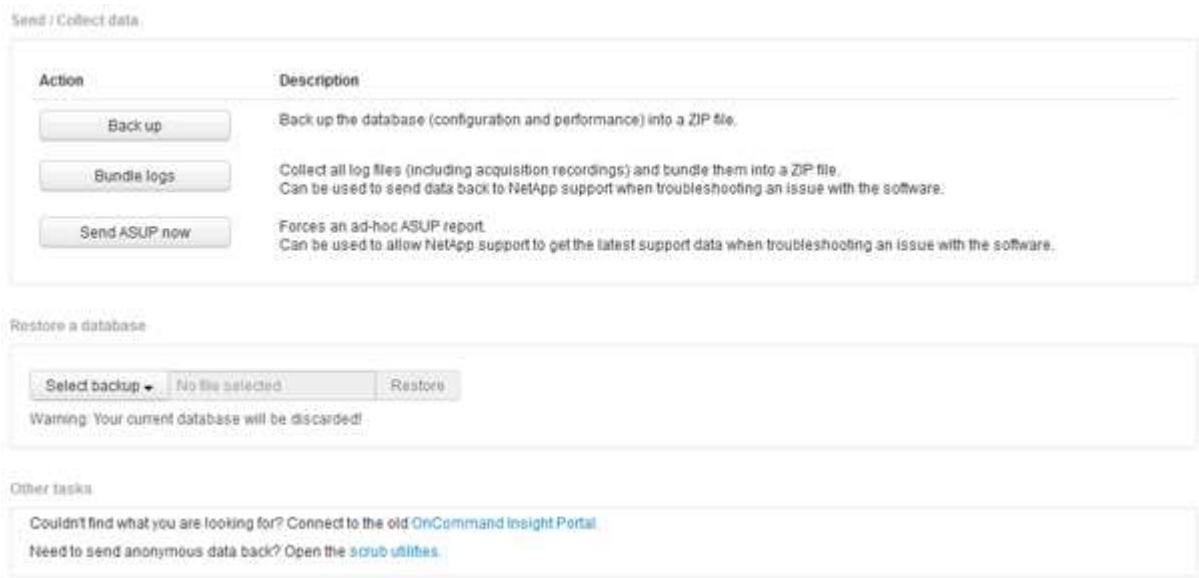 Send / Collect data
Action Description
Back up Back up the database (configuration and performance) into a ZIP file.
Bundle logs Collect all log files (including acquisition recordings) and bundle them into a ZIP file.
Can be used to send data back to NetApp support when troubleshooting an issue with the software.
Send ASUP now Forces an ad-hoc ASUP report.
Can be used to allow NetApp support to get the latest support data when troubleshooting an issue with the software.
Restore a database
Select backup No file selected Restore
Warning: Your current database will be discarded!
Other tasks
Couldn't find what you are looking for? Connect to the old OnCommand Insight Portal.
Need to send anonymous data back? Open the scrub utilities.